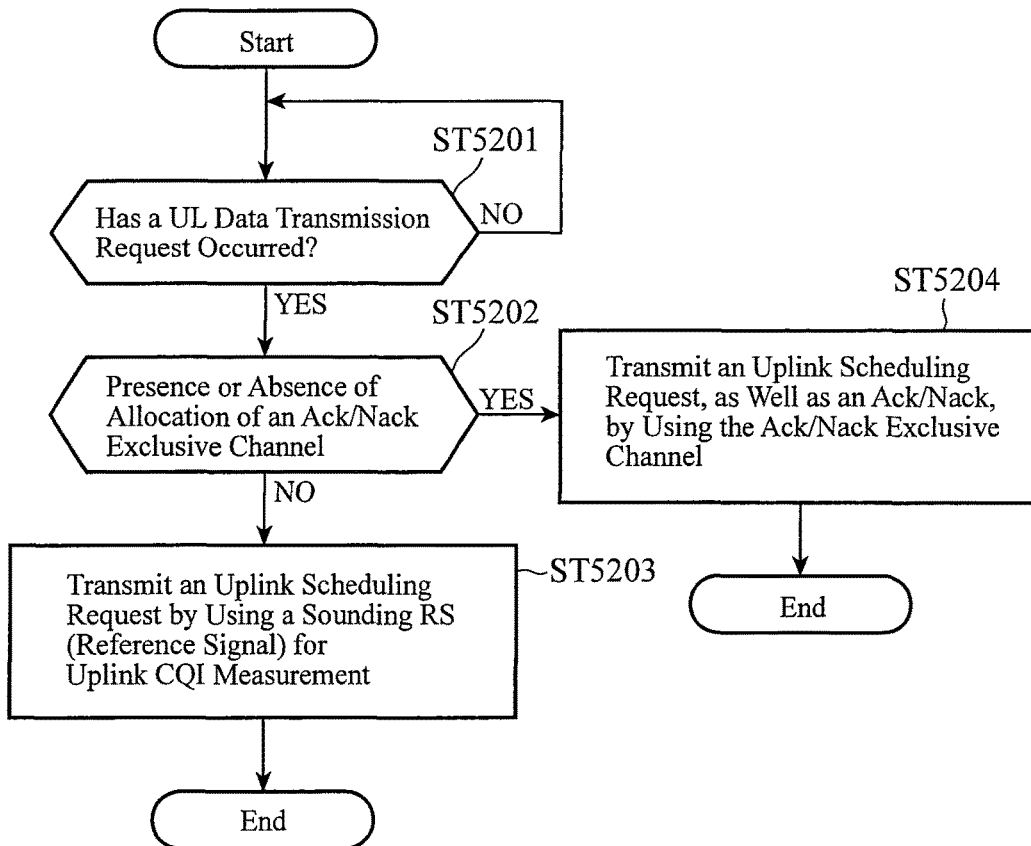 Start
ST5201
Has a UL Data Transmission
Request Occurred?
NO
YES
ST5202
Presence or Absence of
Allocation of an Ack/Nack
Exclusive Channel
YES
NO
ST5204
Transmit an Uplink Scheduling
Request, as Well as an Ack/Nack,
by Using the Ack/Nack Exclusive
Channel
End
Transmit an Uplink Scheduling
Request by Using a Sounding RS
(Reference Signal) for
Uplink CQI Measurement
ST5203
End